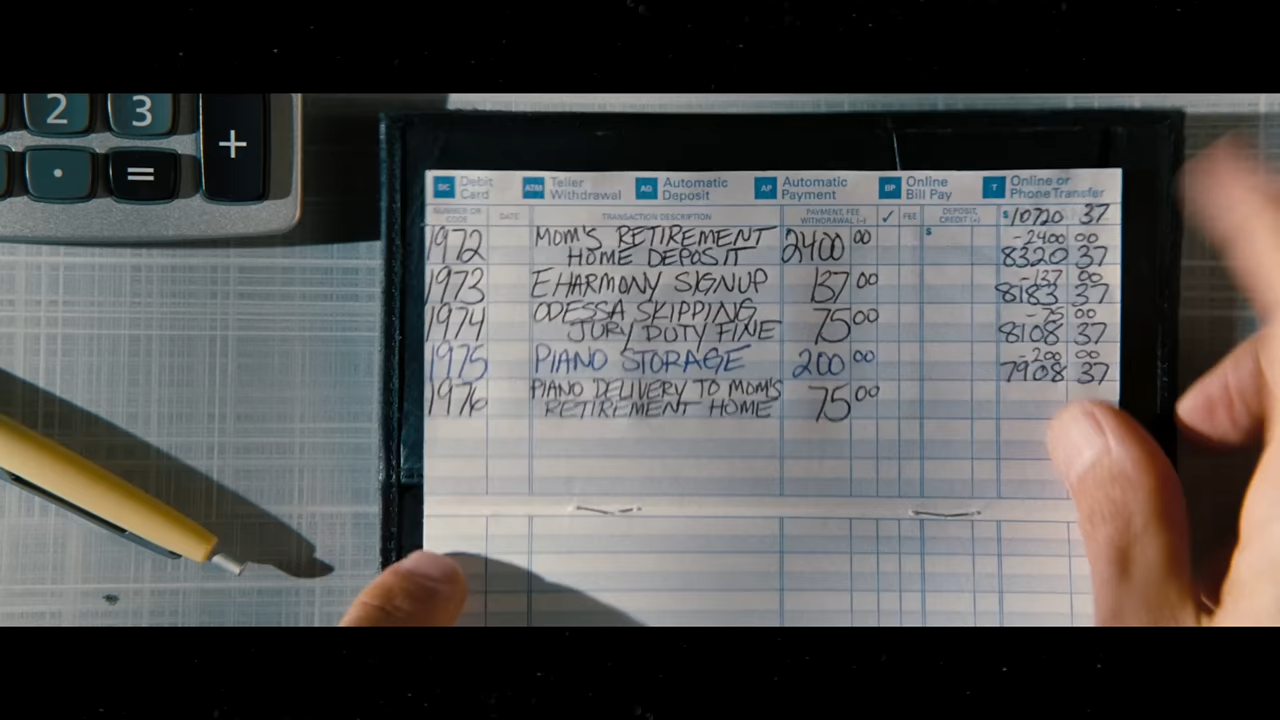 2 3 +
. =
DC Debit Card ATM Teller Withdrawal AD Automatic Deposit AP Automatic Payment BP Online Bill Pay T Online or Phone Transfer
NUMBER OR CODE DATE TRANSACTION DESCRIPTION PAYMENT, FEE WITHDRAWAL (-) ✓ FEE DEPOSIT, CREDIT (+) $ 10720 37
1972 MOM'S RETIREMENT 2400 00 $ -2400 00
HOME DEPOSIT 8320 37
1973 EHARMONY SIGNUP 137 00 -137 00
8183 37
1974 ODESSA SKIPPING 75 00 -75 00
JURY DUTY FINE 8108 37
1975 PIANO STORAGE 200 00 -200 00
7908 37
1976 PIANO DELIVERY TO MOM'S 75 00
RETIREMENT HOME